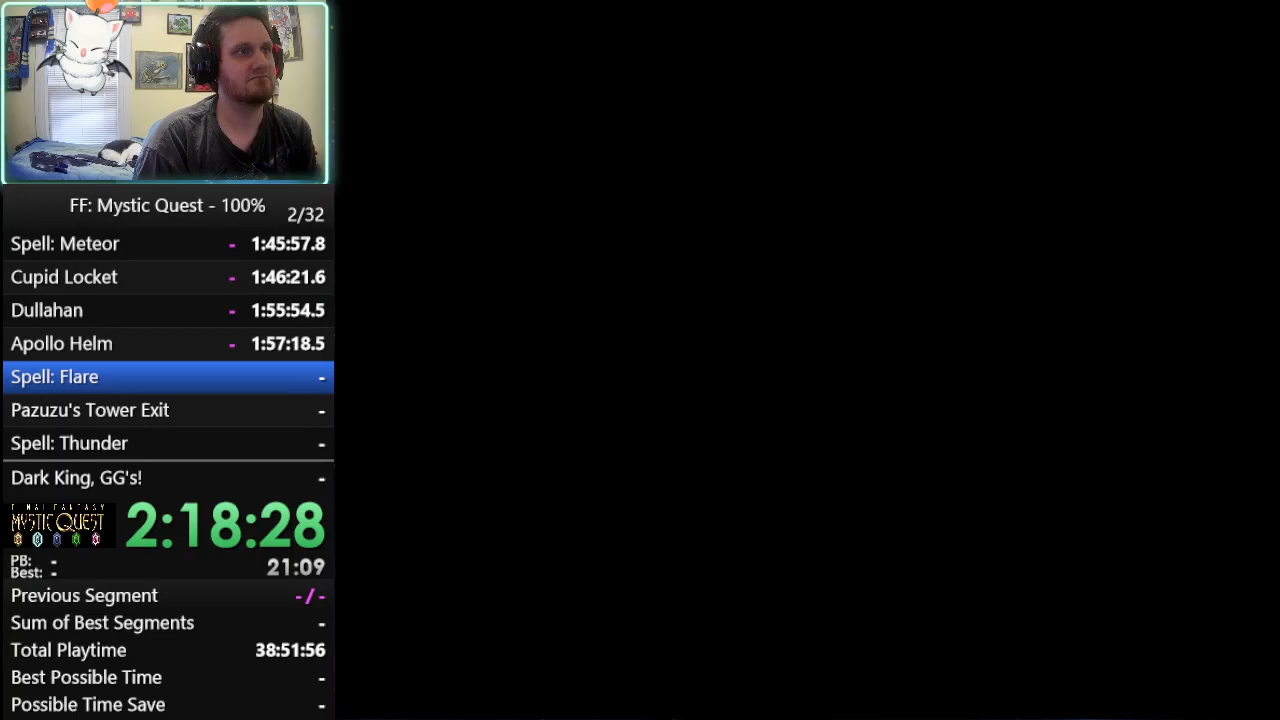 FF: Mystic Quest - 100%
2/32
Spell: Meteor - 1:45:57.8
Cupid Locket - 1:46:21.6
Dullahan - 1:55:54.5
Apollo Helm - 1:57:18.5
Spell: Flare -
Pazuzu's Tower Exit -
Spell: Thunder -
Dark King, GG's! -
FINAL FANTASY
MYSTIC QUEST
2:18:28
PB: -
Best: - 21:09
Previous Segment - / -
Sum of Best Segments -
Total Playtime 38:51:56
Best Possible Time -
Possible Time Save -